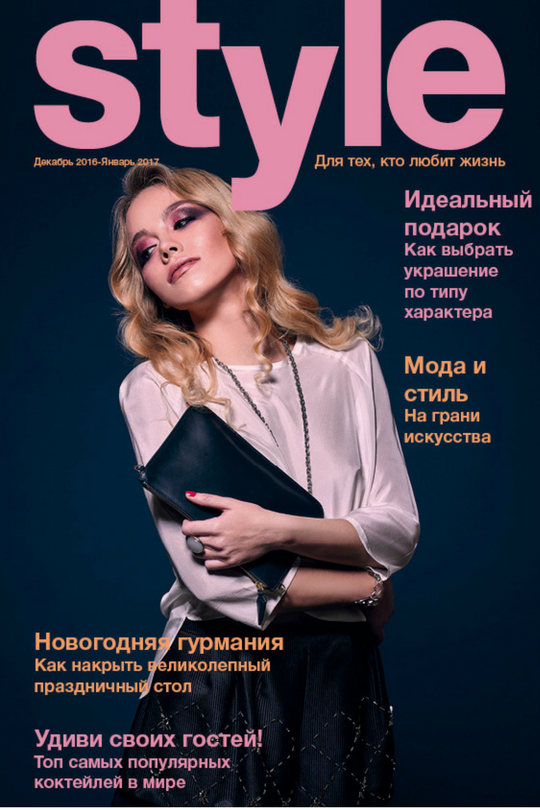 style
Декабрь 2016-Январь 2017
Для тех, кто любит жизнь
Идеальный
подарок
Как выбрать
украшение
по типу
характера
Мода и
стиль
На грани
искусства
Новогодняя гурмания
Как накрыть великолепный
праздничный стол
Удиви своих гостей!
Топ самых популярных
коктейлей в мире